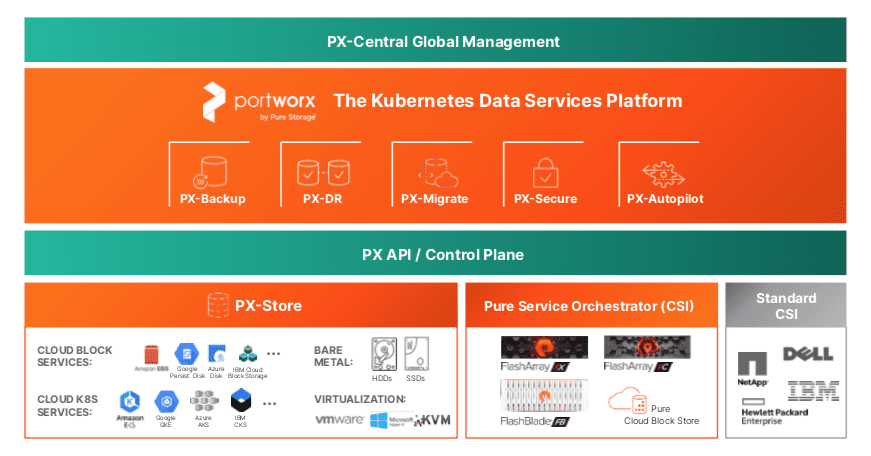 PX-Central Global Management
portworx
by Pure Storage
The Kubernetes Data Services Platform
PX-Backup
PX-DR
PX-Migrate
PX-Secure
PX-Autopilot
PX API / Control Plane
PX-Store
CLOUD BLOCK
SERVICES:
Amazon EBS
Google
Persist. Disk
Azure
Disk
IBM Cloud
Block Storage
...
BARE
METAL:
HDDs
SSDs
CLOUD K8S
SERVICES:
Amazon
EKS
Google
GKE
Azure
AKS
IBM
CKS
...
VIRTUALIZATION:
vmware
Microsoft
Hyper-V
KVM
Pure Service Orchestrator (CSI)
FlashArray//X
FlashArray//C
FlashBlade//FB
Pure
Cloud Block Store
Standard
CSI
NetApp
DELL
IBM
Hewlett Packard
Enterprise